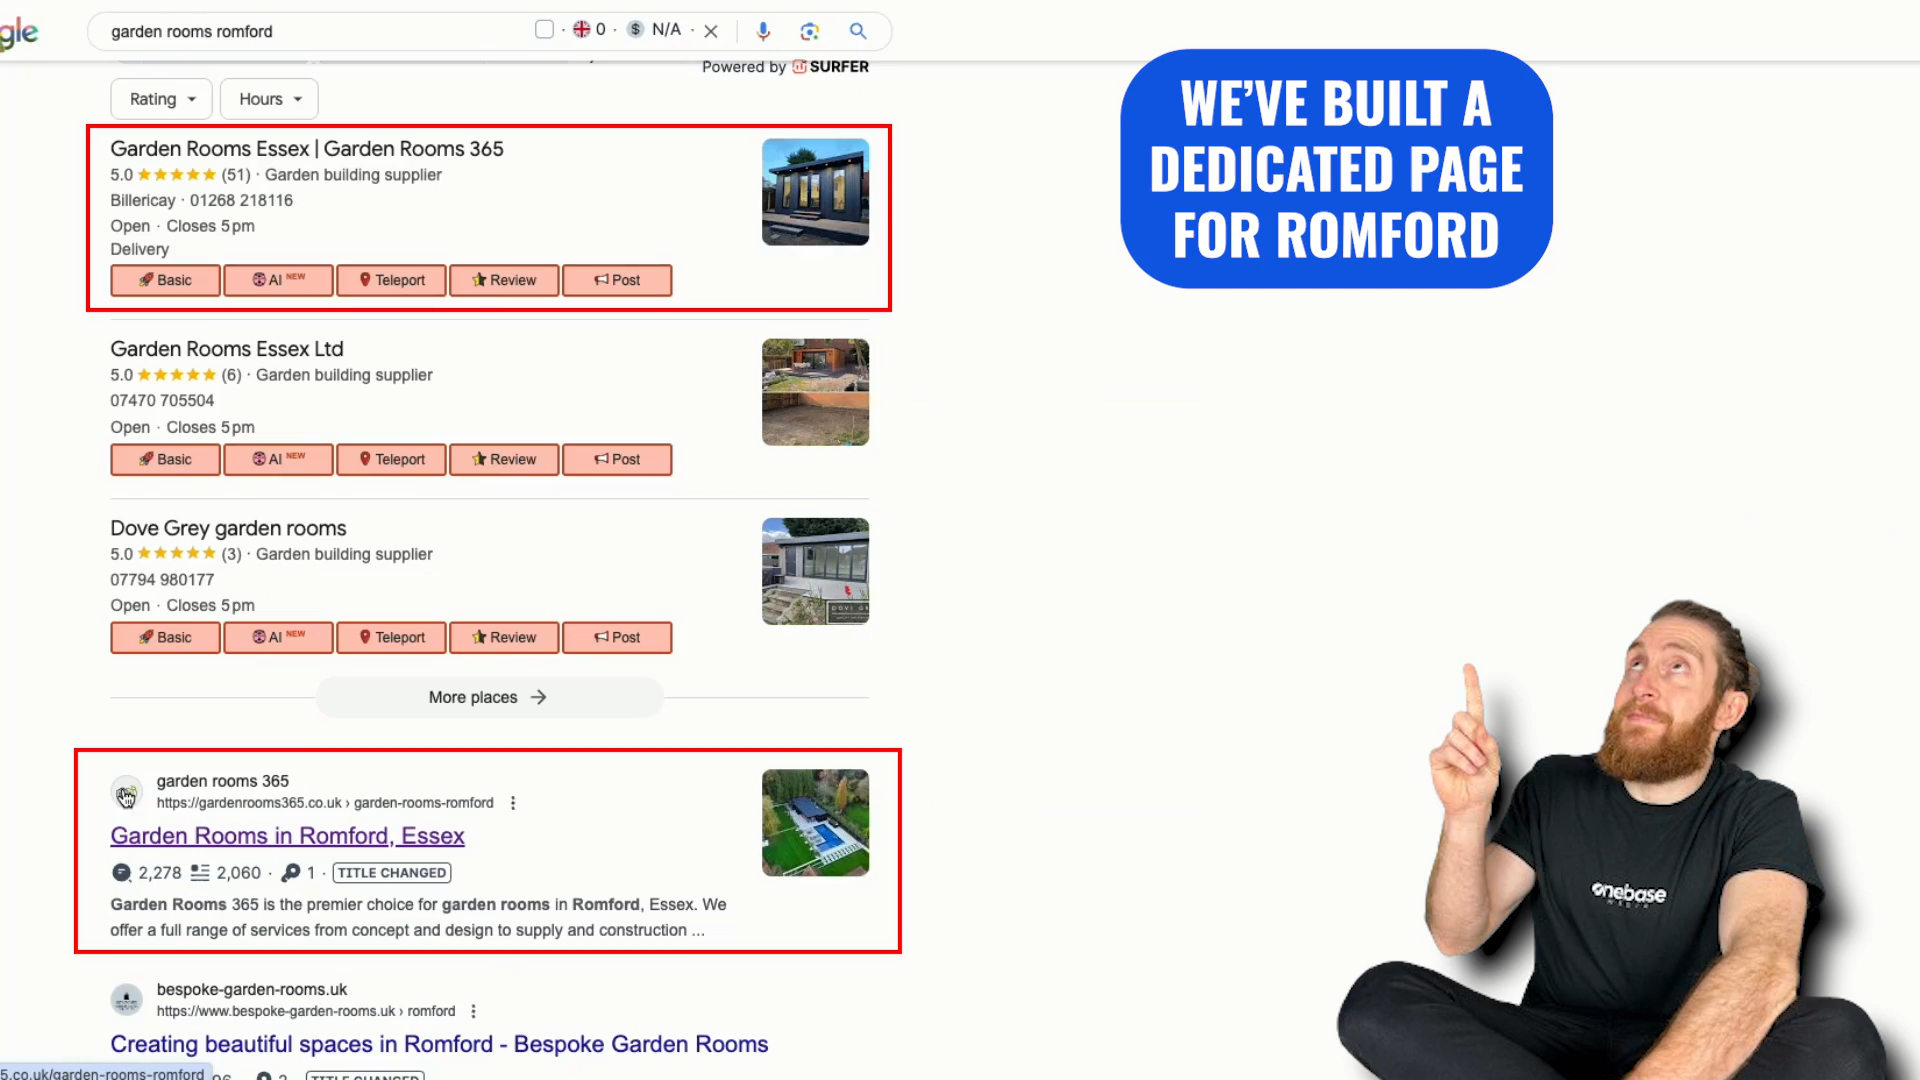 gle
garden rooms romford
· 0 · $ N/A ·
Powered by SURFER
Rating
Hours
WE’VE BUILT A
DEDICATED PAGE
FOR ROMFORD
Garden Rooms Essex | Garden Rooms 365
5.0 ★★★★★ (51) · Garden building supplier
Billericay · 01268 218116
Open · Closes 5 pm
Delivery
Basic
AI NEW
Teleport
Review
Post
Garden Rooms Essex Ltd
5.0 ★★★★★ (6) · Garden building supplier
07470 705504
Open · Closes 5 pm
Basic
AI NEW
Teleport
Review
Post
Dove Grey garden rooms
5.0 ★★★★★ (3) · Garden building supplier
07794 980177
Open · Closes 5 pm
Basic
AI NEW
Teleport
Review
Post
More places →
garden rooms 365
https://gardenrooms365.co.uk › garden-rooms-romford
Garden Rooms in Romford, Essex
2,278 2,060 · 1 · TITLE CHANGED
Garden Rooms 365 is the premier choice for garden rooms in Romford, Essex. We
offer a full range of services from concept and design to supply and construction ...
bespoke-garden-rooms.uk
https://www.bespoke-garden-rooms.uk › romford
Creating beautiful spaces in Romford - Bespoke Garden Rooms
5.co.uk/garden-rooms-romford
TITLE CHANGED
onebase
MEDIA